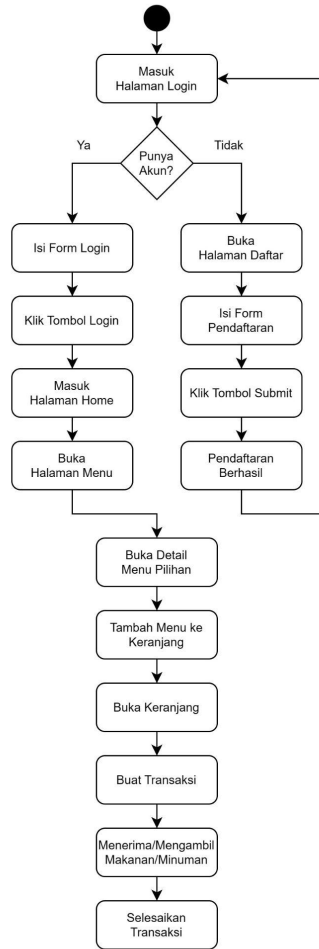 Masuk
Halaman Login
Ya
Tidak
Punya
Akun?
Isi Form Login
Klik Tombol Login
Masuk
Halaman Home
Buka
Halaman Menu
Buka
Halaman Daftar
Isi Form
Pendaftaran
Klik Tombol Submit
Pendaftaran
Berhasil
Buka Detail
Menu Pilihan
Tambah Menu ke
Keranjang
Buka Keranjang
Buat Transaksi
Menerima/Mengambil
Makanan/Minuman
Selesaikan
Transaksi